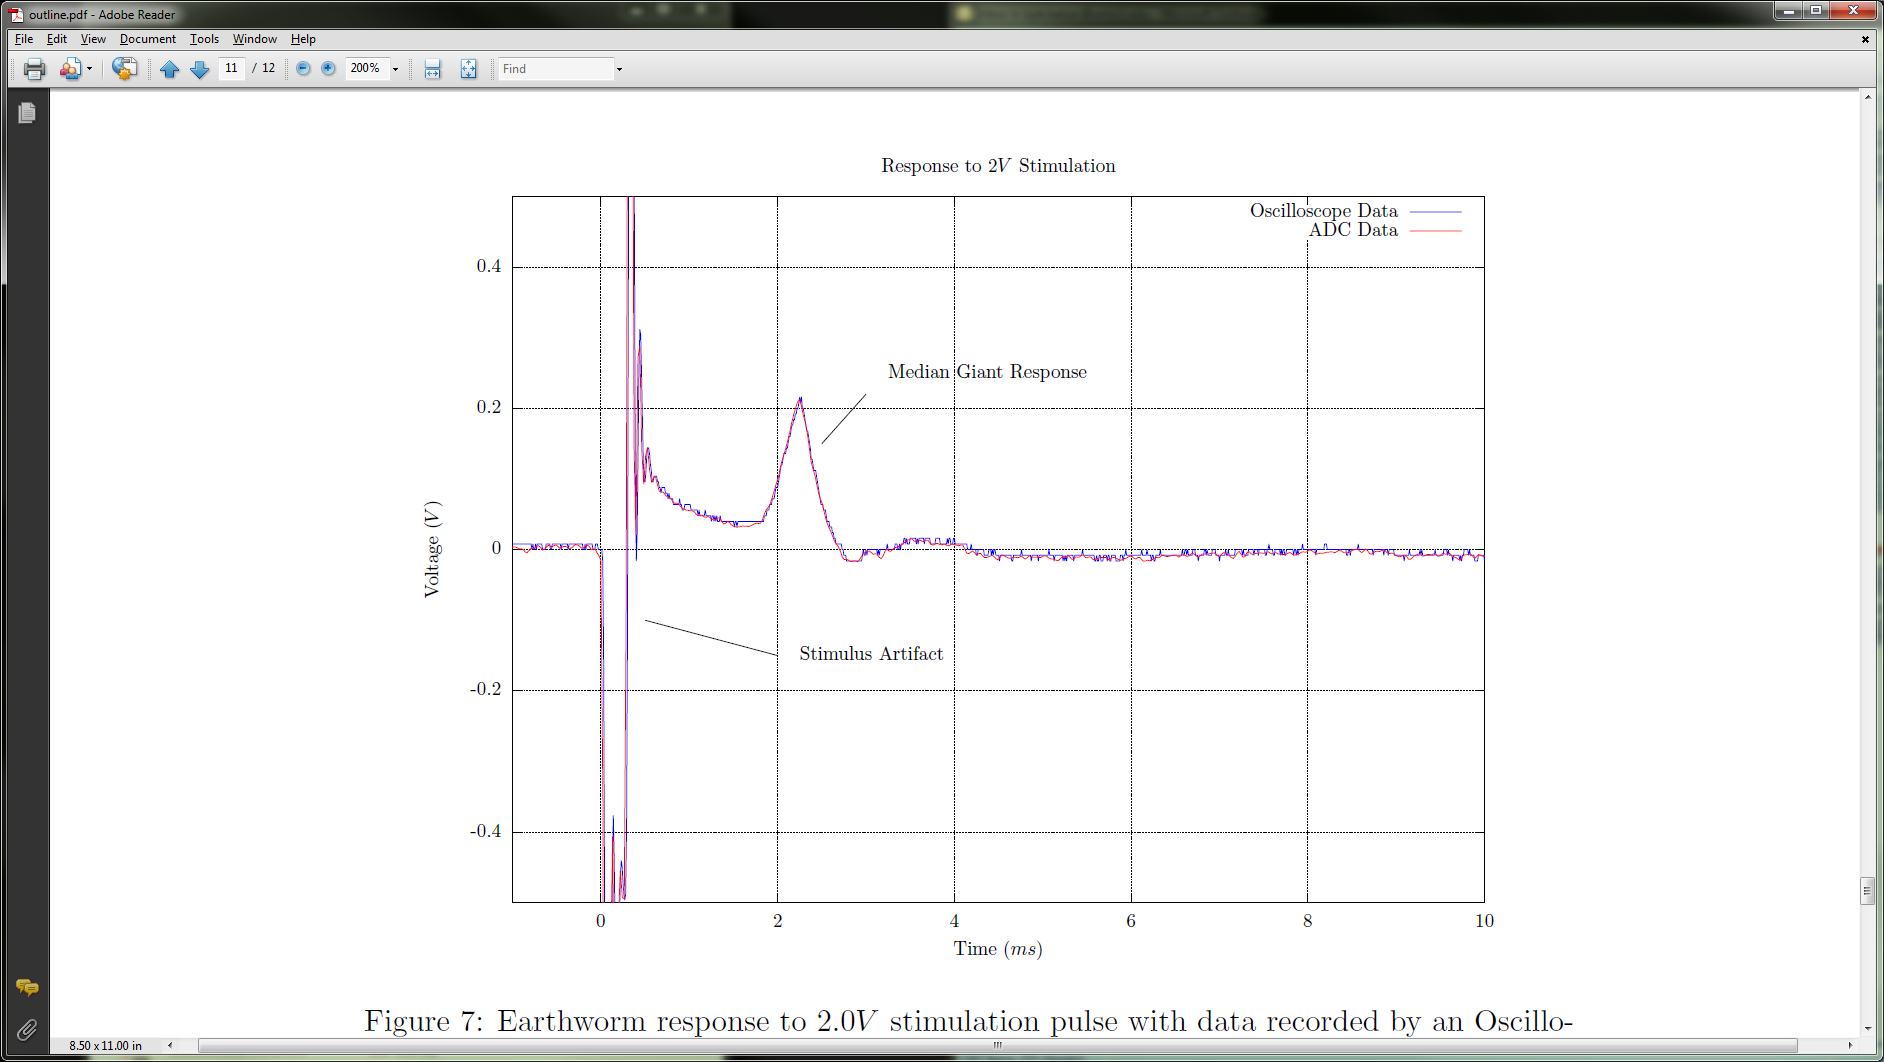 outline.pdf - Adobe Reader
File Edit View Document Tools Window Help
11 / 12 200% Find
Response to 2V Stimulation
Oscilloscope Data
ADC Data
0.4
Median Giant Response
0.2
Voltage (V)
0
Stimulus Artifact
-0.2
-0.4
0 2 4 6 8 10
Time (ms)
Figure 7: Earthworm response to 2.0V stimulation pulse with data recorded by an Oscillo-
8.50 x 11.00 in